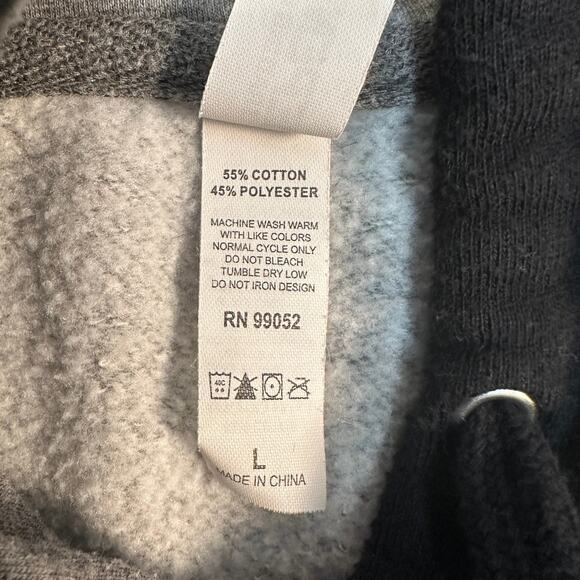 55% COTTON
45% POLYESTER
MACHINE WASH WARM
WITH LIKE COLORS
NORMAL CYCLE ONLY
DO NOT BLEACH
TUMBLE DRY LOW
DO NOT IRON DESIGN
RN 99052
40C
L
MADE IN CHINA